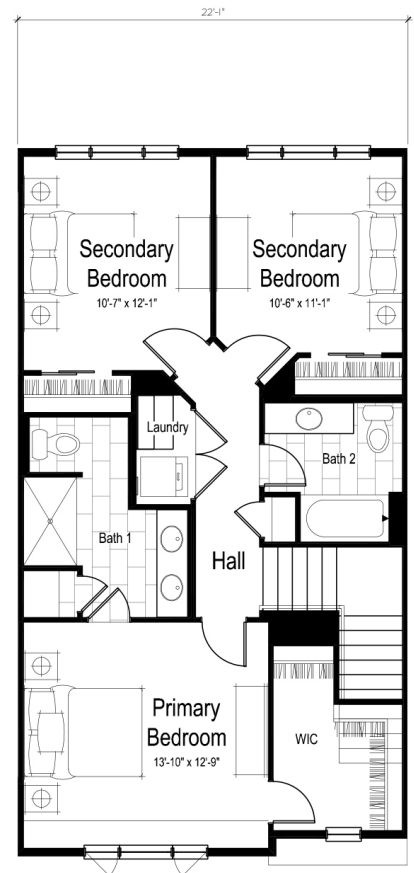 22'-1"
Secondary
Bedroom
10'-7" x 12'-1"
Secondary
Bedroom
10'-6" x 11'-1"
Laundry
Bath 2
Bath 1
Hall
Primary
Bedroom
13'-10" x 12'-9"
WIC